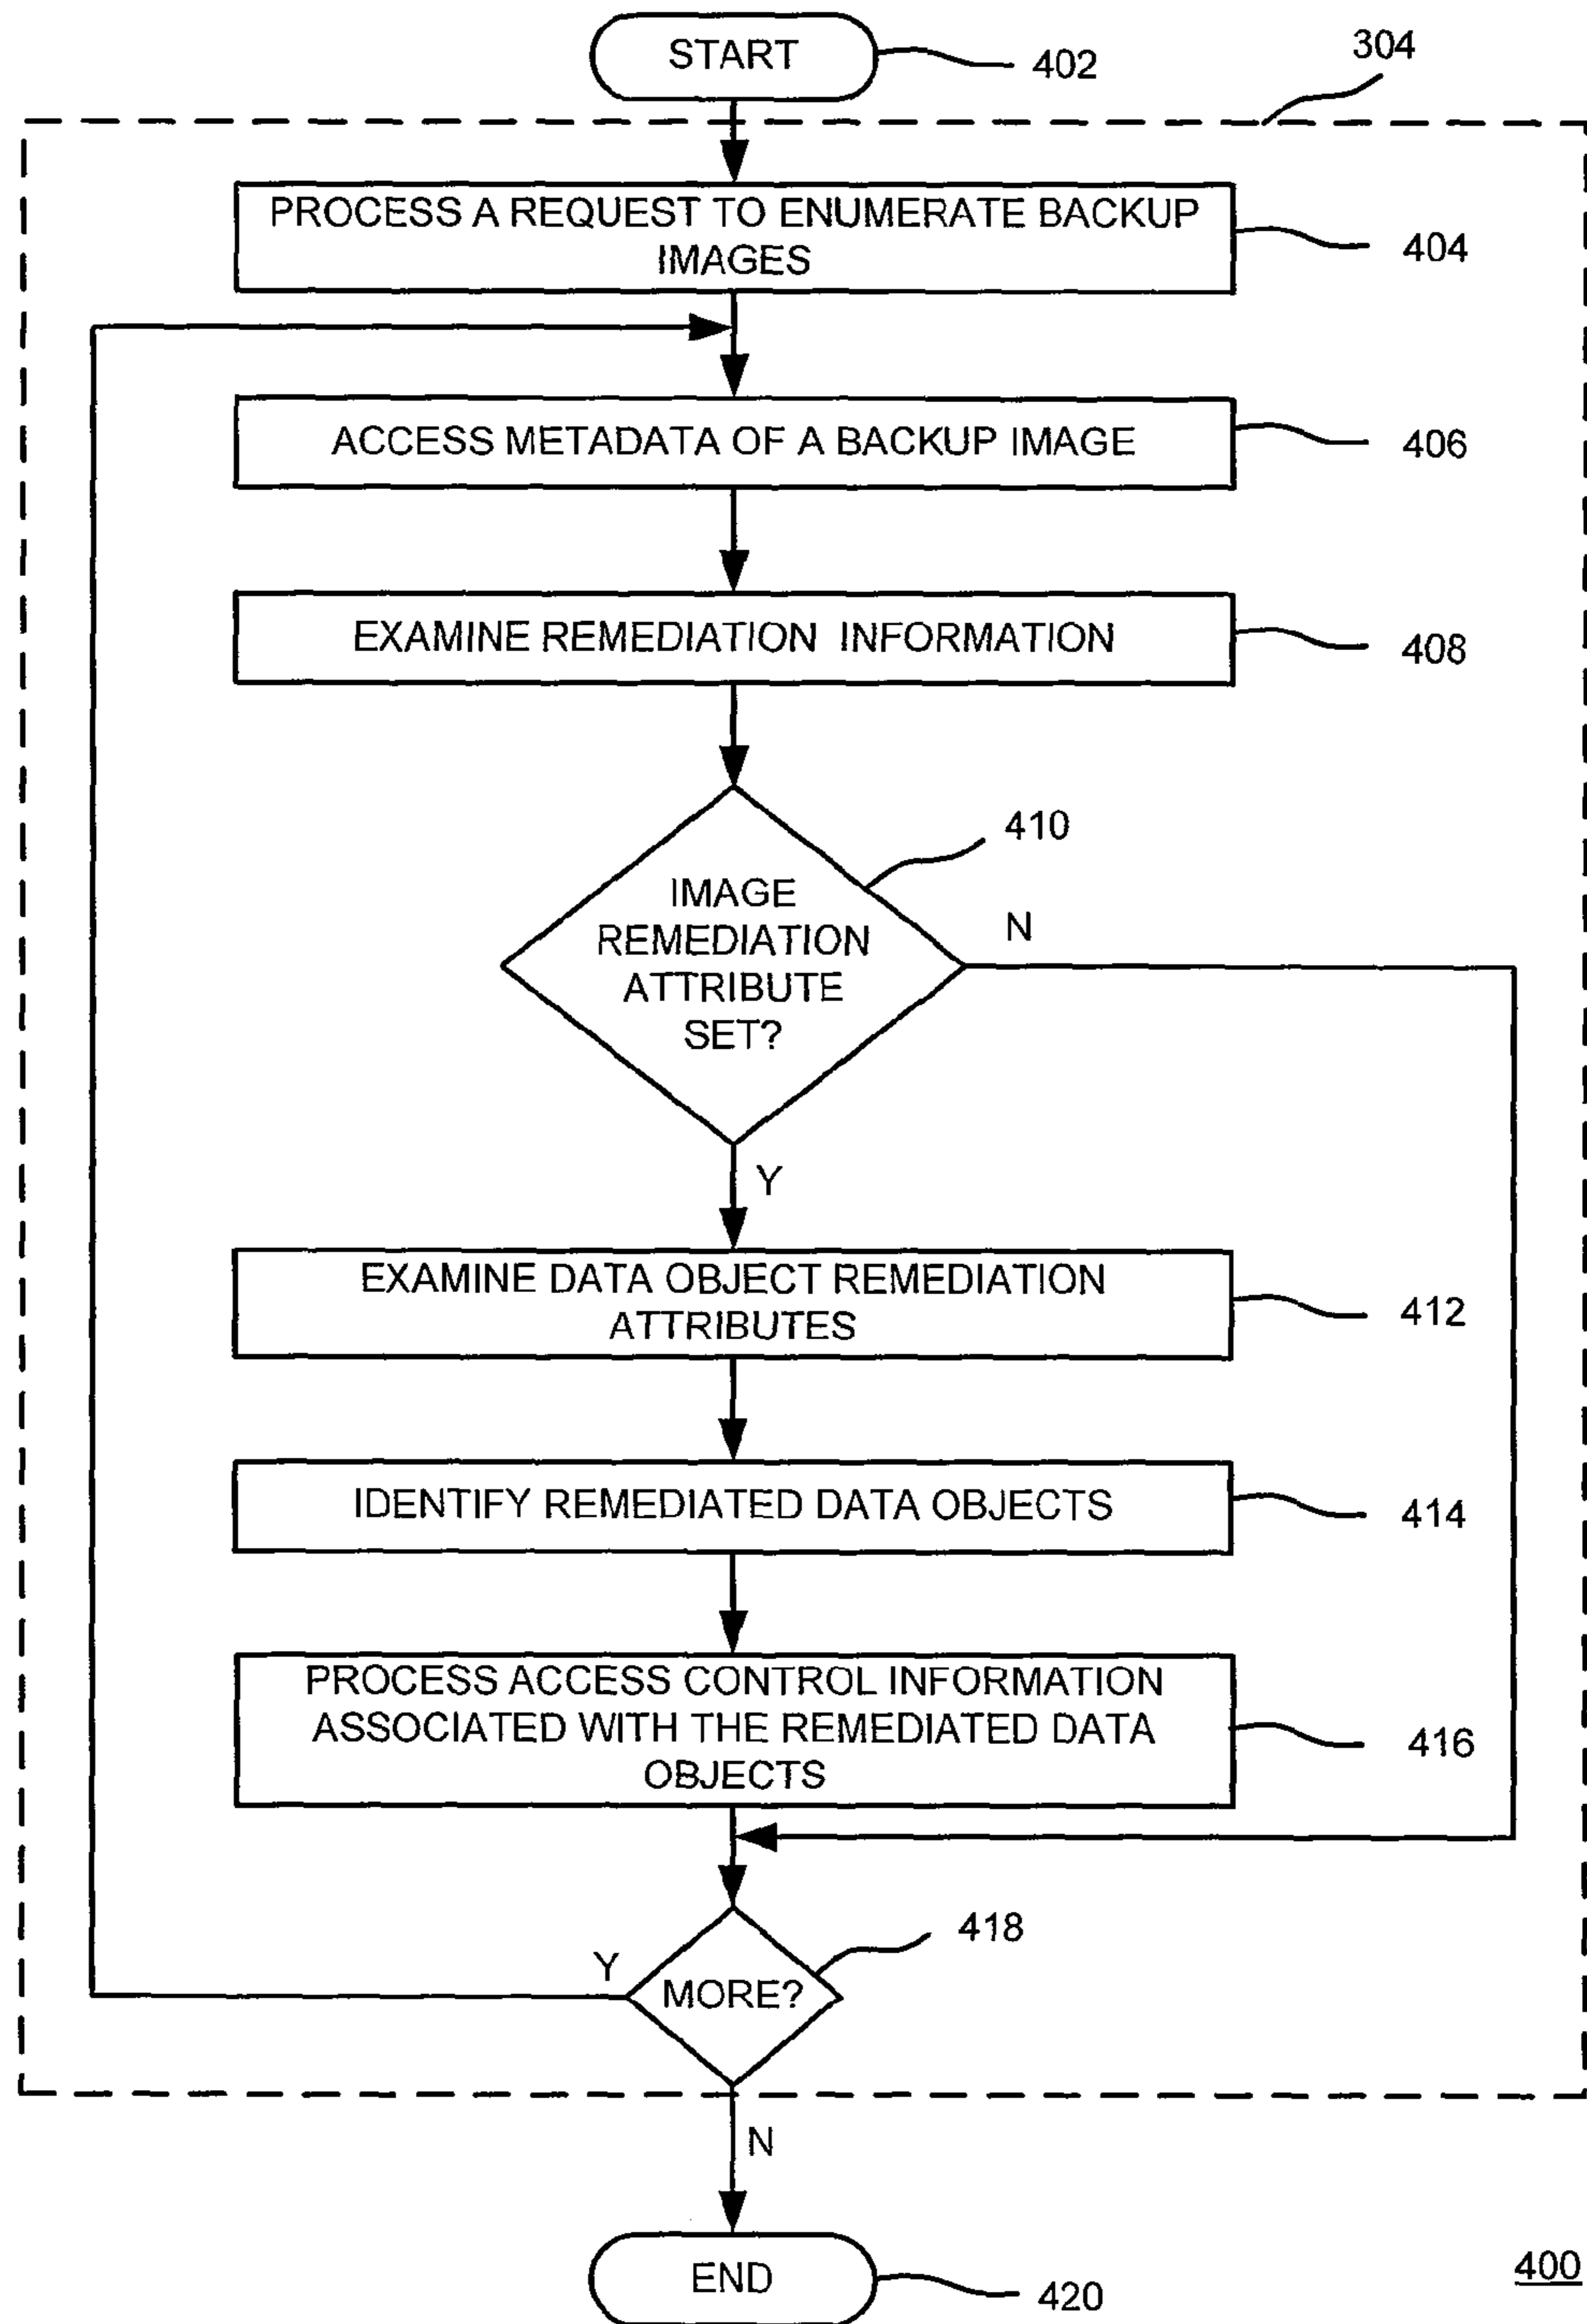 START
402
304
PROCESS A REQUEST TO ENUMERATE BACKUP
IMAGES
404
ACCESS METADATA OF A BACKUP IMAGE
406
EXAMINE REMEDIATION INFORMATION
408
410
IMAGE
REMEDIATION
ATTRIBUTE
SET?
N
Y
EXAMINE DATA OBJECT REMEDIATION
ATTRIBUTES
412
IDENTIFY REMEDIATED DATA OBJECTS
414
PROCESS ACCESS CONTROL INFORMATION
ASSOCIATED WITH THE REMEDIATED DATA
OBJECTS
416
418
Y
MORE?
N
END
420
400